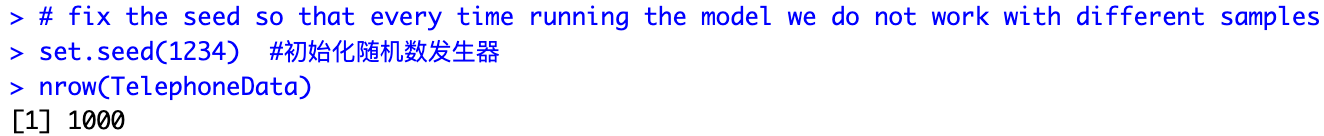 > # fix the seed so that every time running the model we do not work with different samples
> set.seed(1234)  #初始化随机数发生器
> nrow(TelephoneData)
[1] 1000